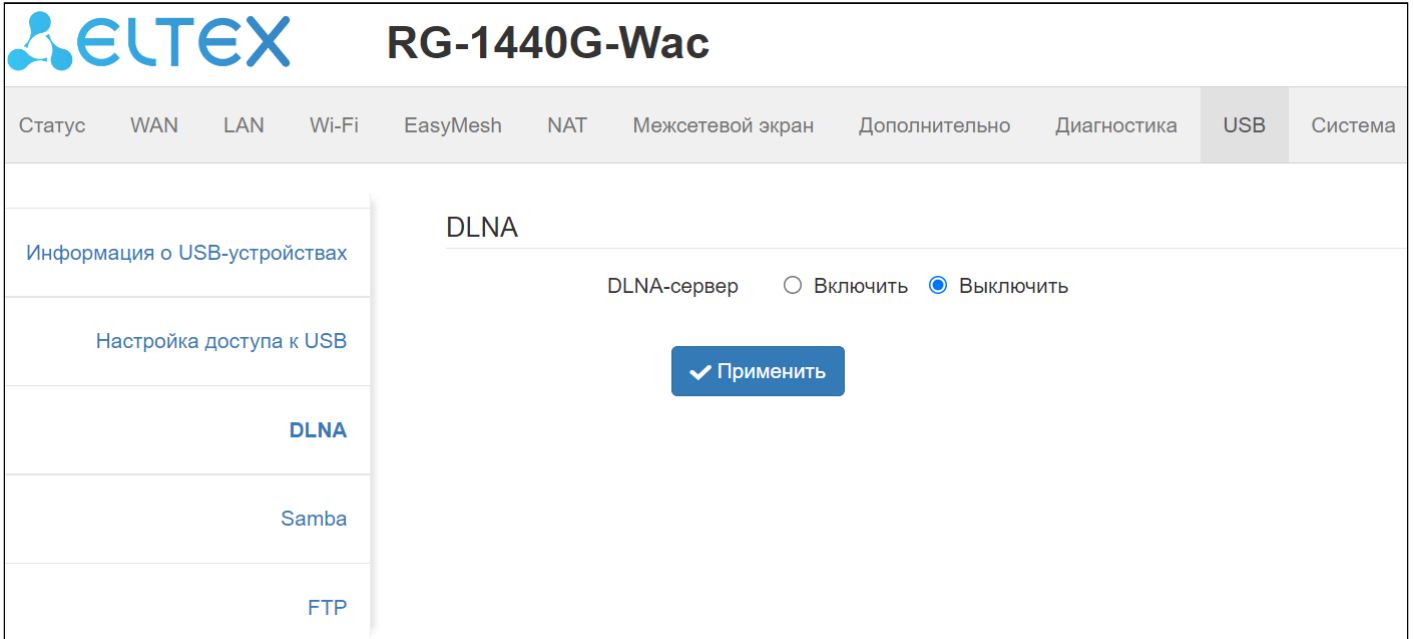 ELTEX RG-1440G-Wac
Статус WAN LAN Wi-Fi EasyMesh NAT Межсетевой экран Дополнительно Диагностика USB Система
DLNA
Информация о USB-устройствах
DLNA-сервер Включить Выключить
Настройка доступа к USB
Применить
DLNA
Samba
FTP